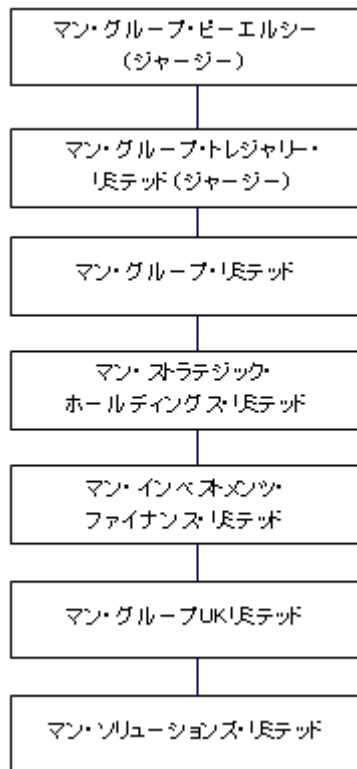 マン・グループ・ピーエルシー
(ジャージー)
マン・グループ・トレジャリー・
リミテッド(ジャージー)
マン・グループ・リミテッド
マン・ストラテジック・
ホールディングス・リミテッド
マン・インベストメンツ・
ファイナンス・リミテッド
マン・グループUKリミテッド
マン・ソリューションズ・リミテッド